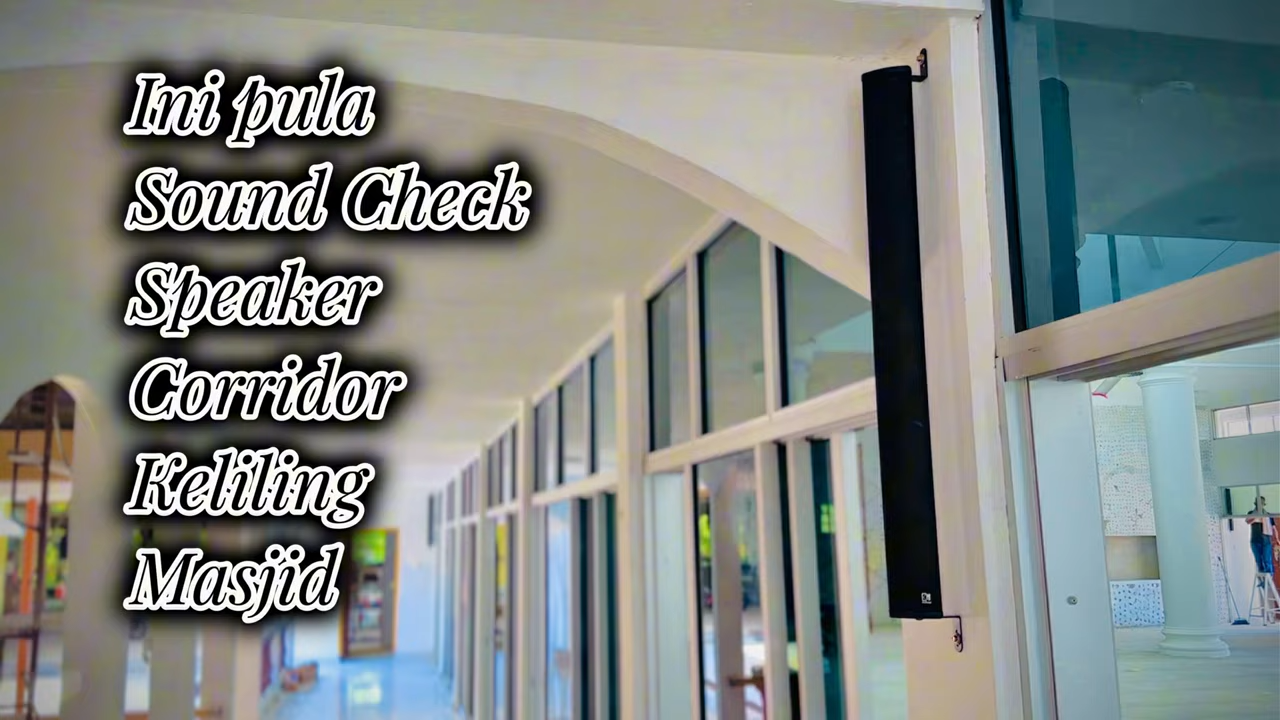 Ini pula
Sound Check
Speaker
Corridor
Keliling
Masjid